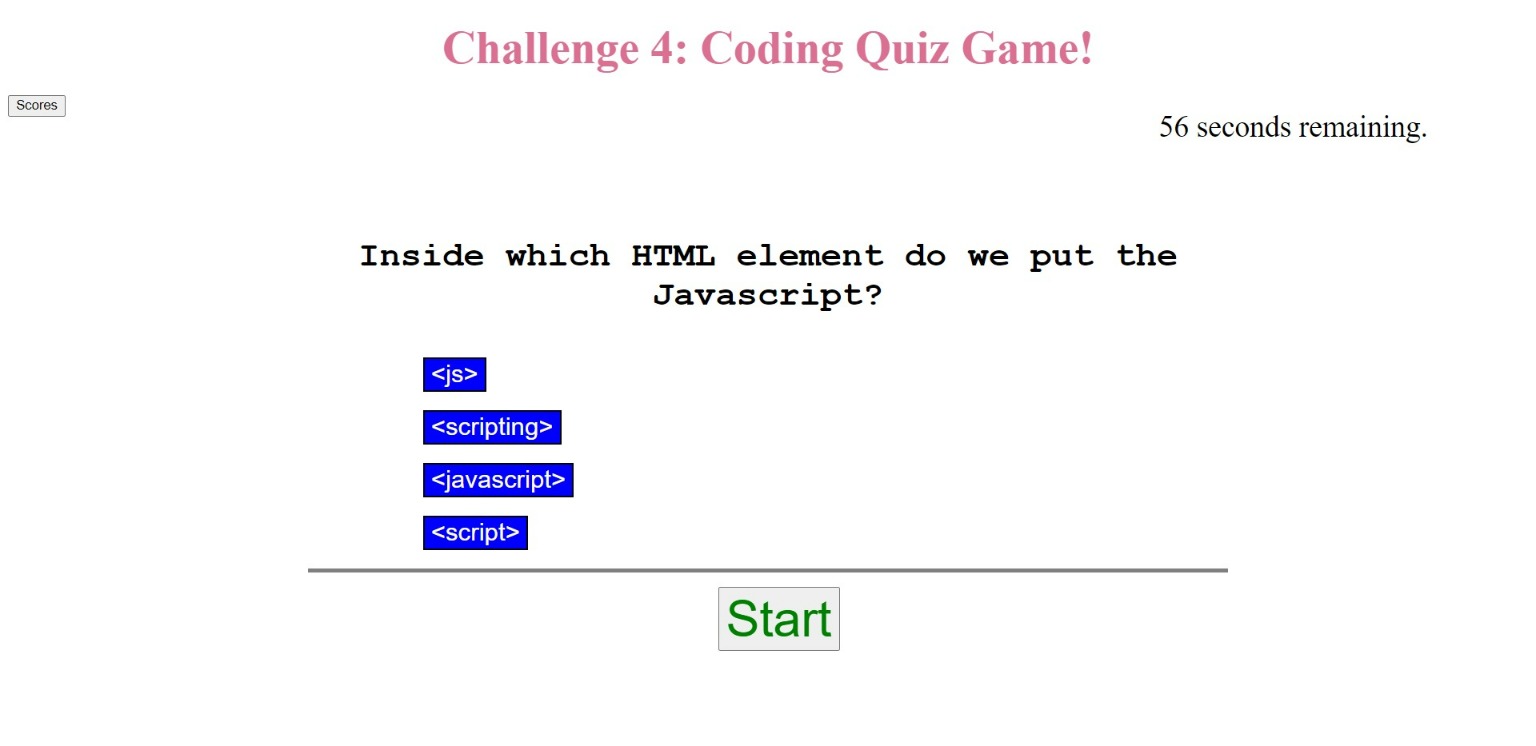 Challenge 4: Coding Quiz Game!
Scores
56 seconds remaining.
Inside which HTML element do we put the
Javascript?
<js>
<scripting>
<javascript>
<script>
Start